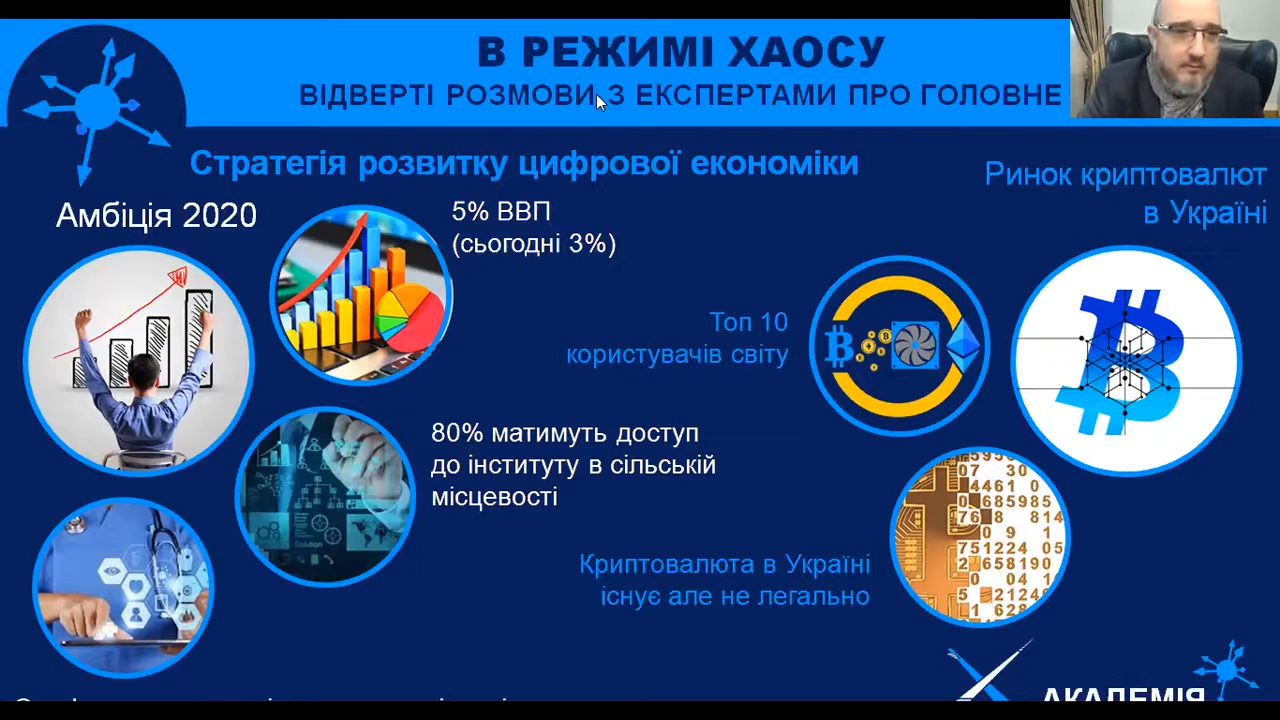 В РЕЖИМІ ХАОСУ
ВІДВЕРТІ РОЗМОВИ З ЕКСПЕРТАМИ ПРО ГОЛОВНЕ
Стратегія розвитку цифрової економіки
Амбіція 2020
5% ВВП
(сьогодні 3%)
80% матимуть доступ
до інституту в сільській
місцевості
Ринок криптовалют
в Україні
Топ 10
користувачів світу
Криптовалюта в Україні
існує але не легально
АКАДЕМІЯ